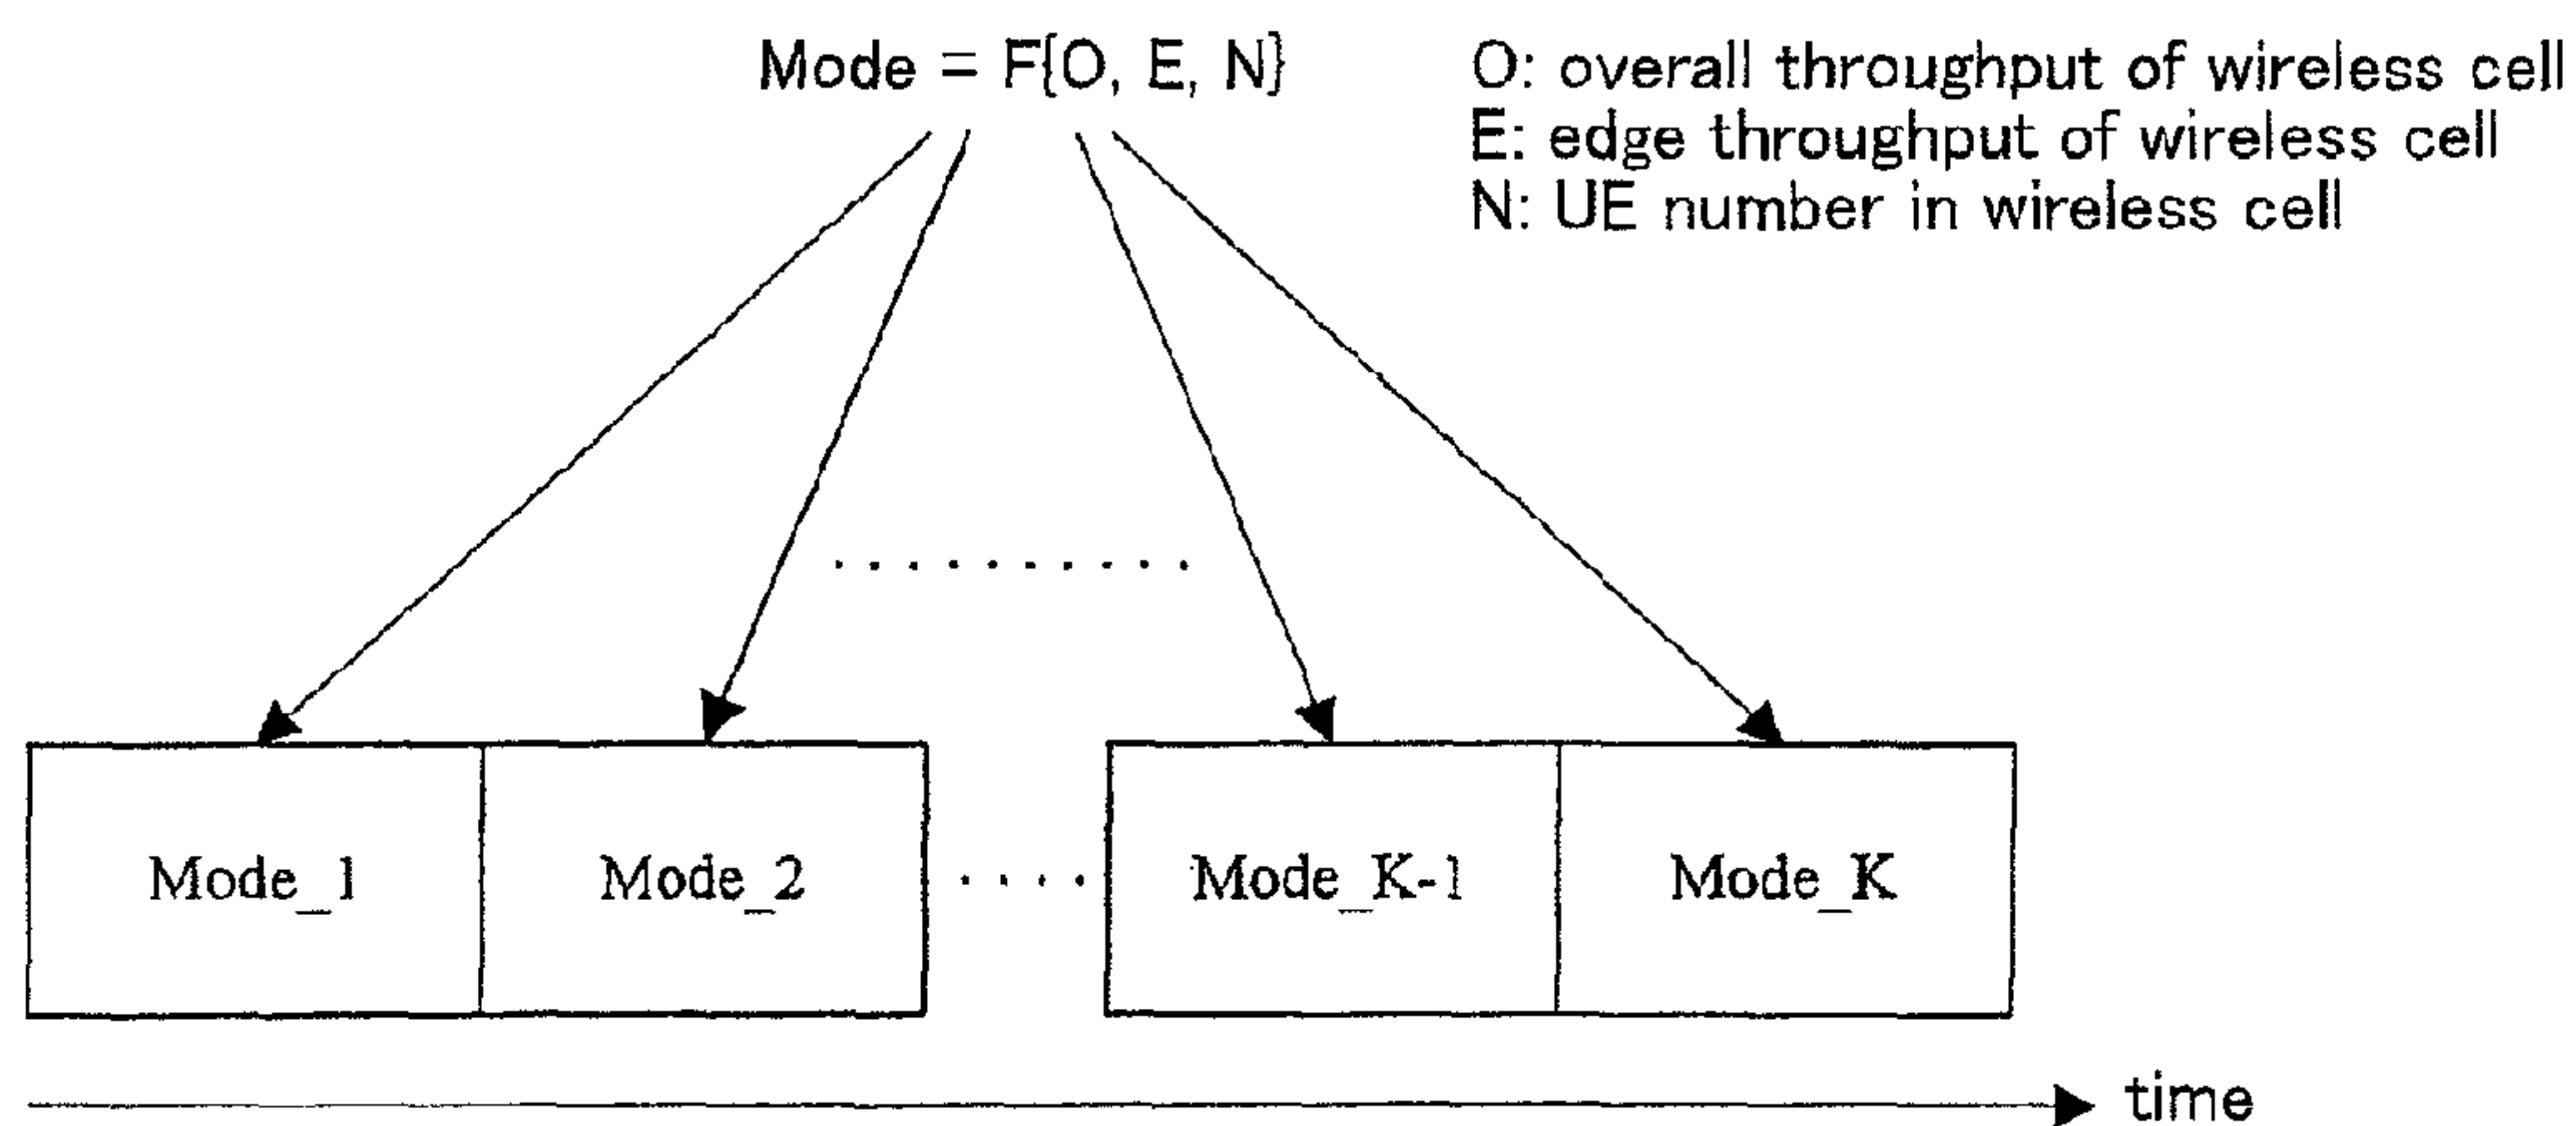 Mode = F{O, E, N}
O: overall throughput of wireless cell
E: edge throughput of wireless cell
N: UE number in wireless cell
Mode_1
Mode_2
Mode_K-1
Mode_K
time